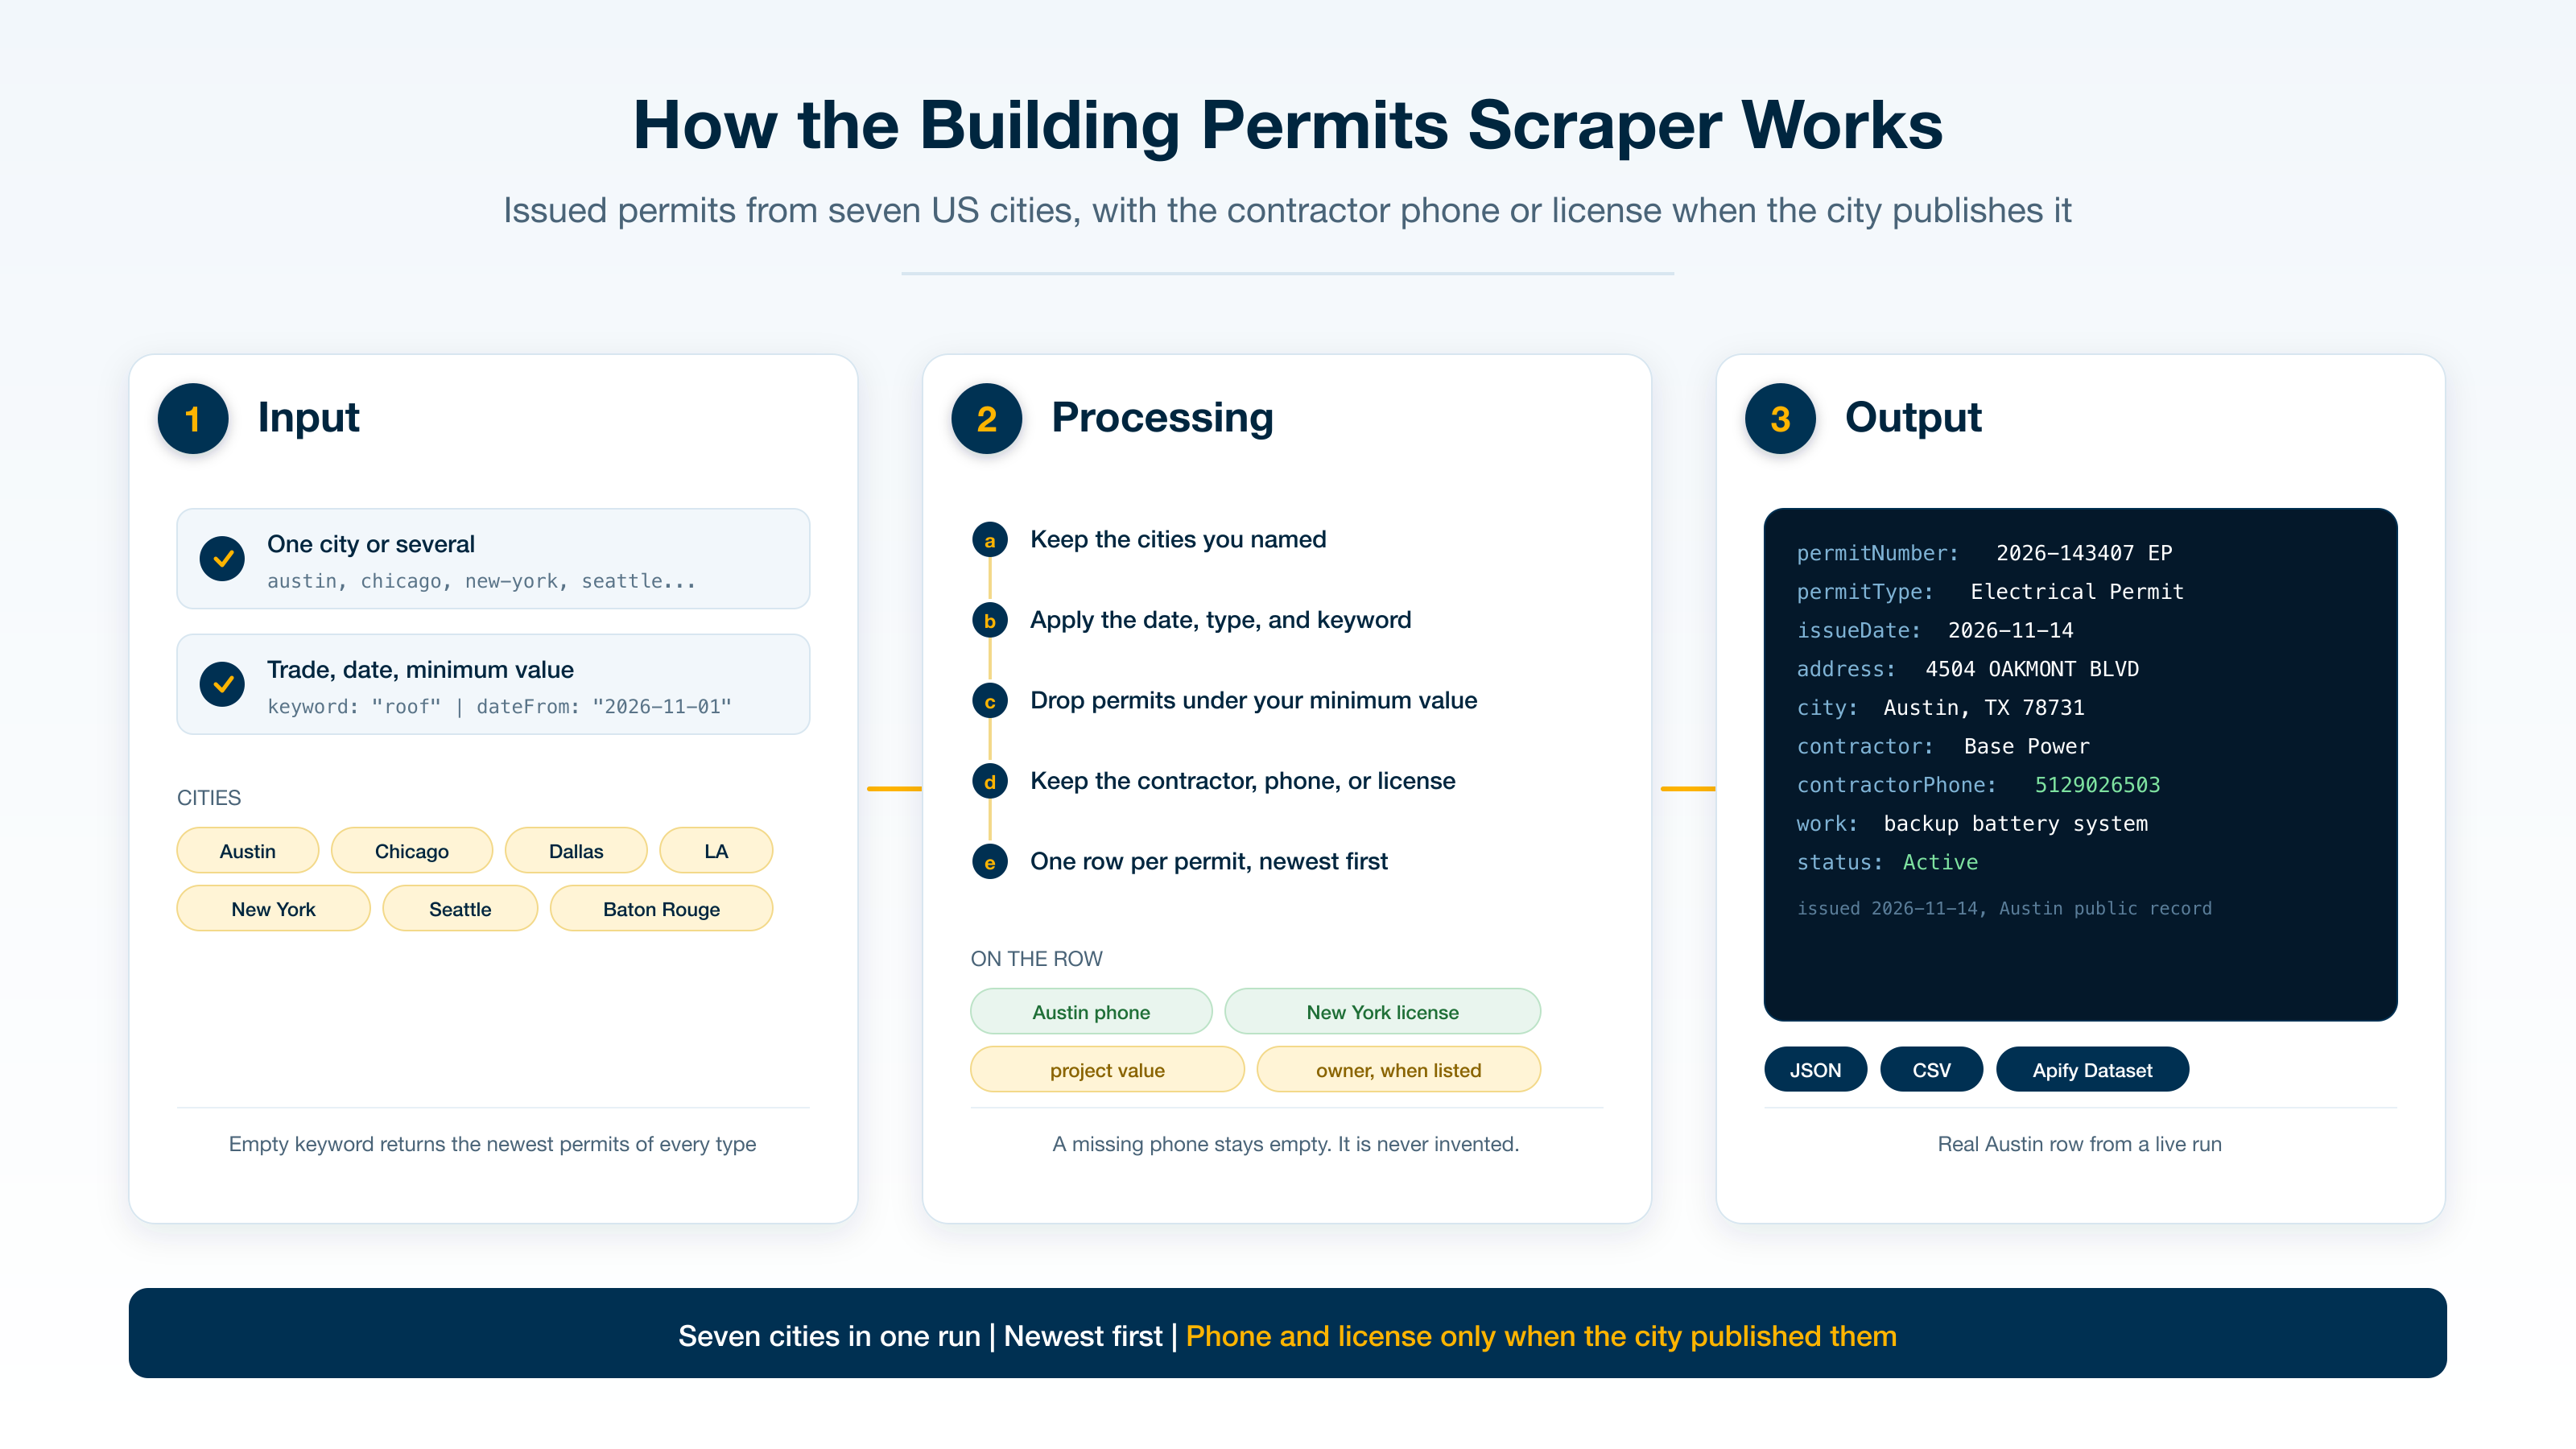 How the Building Permits Scraper Works
Issued permits from seven US cities, with the contractor phone or license when the city publishes it
1 Input
One city or several
austin, chicago, new-york, seattle...
Trade, date, minimum value
keyword: "roof" | dateFrom: "2026-11-01"
CITIES
Austin Chicago Dallas LA
New York Seattle Baton Rouge
Empty keyword returns the newest permits of every type
2 Processing
a Keep the cities you named
b Apply the date, type, and keyword
c Drop permits under your minimum value
d Keep the contractor, phone, or license
e One row per permit, newest first
ON THE ROW
Austin phone New York license
project value owner, when listed
A missing phone stays empty. It is never invented.
3 Output
permitNumber: 2026-143407 EP
permitType: Electrical Permit
issueDate: 2026-11-14
address: 4504 OAKMONT BLVD
city: Austin, TX 78731
contractor: Base Power
contractorPhone: 5129026503
work: backup battery system
status: Active
issued 2026-11-14, Austin public record
JSON CSV Apify Dataset
Real Austin row from a live run
Seven cities in one run | Newest first | Phone and license only when the city published them